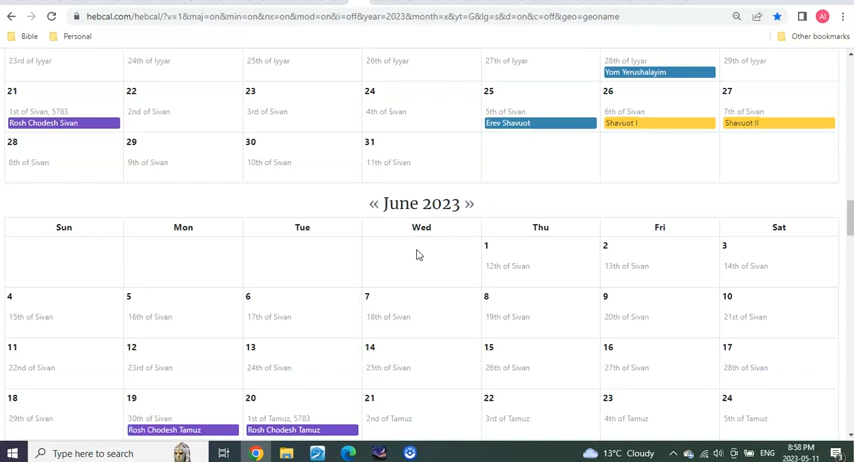 hebcal.com/hebcal/?v=1&maj=on&min=on&nx=on&mod=on&i=off&year=2023&month=x&yt=G&lg=s&d=on&c=off&geo=geoname
AI
Bible Personal Other bookmarks
23rd of Iyyar 24th of Iyyar 25th of Iyyar 26th of Iyyar 27th of Iyyar 28th of Iyyar 29th of Iyyar
Yom Yerushalayim
21 22 23 24 25 26 27
1st of Sivan, 5783 2nd of Sivan 3rd of Sivan 4th of Sivan 5th of Sivan 6th of Sivan 7th of Sivan
Rosh Chodesh Sivan Erev Shavuot Shavuot I Shavuot II
28 29 30 31
8th of Sivan 9th of Sivan 10th of Sivan 11th of Sivan
« June 2023 »
Sun Mon Tue Wed Thu Fri Sat
1 2 3
12th of Sivan 13th of Sivan 14th of Sivan
4 5 6 7 8 9 10
15th of Sivan 16th of Sivan 17th of Sivan 18th of Sivan 19th of Sivan 20th of Sivan 21st of Sivan
11 12 13 14 15 16 17
22nd of Sivan 23rd of Sivan 24th of Sivan 25th of Sivan 26th of Sivan 27th of Sivan 28th of Sivan
18 19 20 21 22 23 24
29th of Sivan 30th of Sivan 1st of Tamuz, 5783 2nd of Tamuz 3rd of Tamuz 4th of Tamuz 5th of Tamuz
Rosh Chodesh Tamuz Rosh Chodesh Tamuz
Type here to search 13°C Cloudy ENG 8:58 PM
2023-05-11